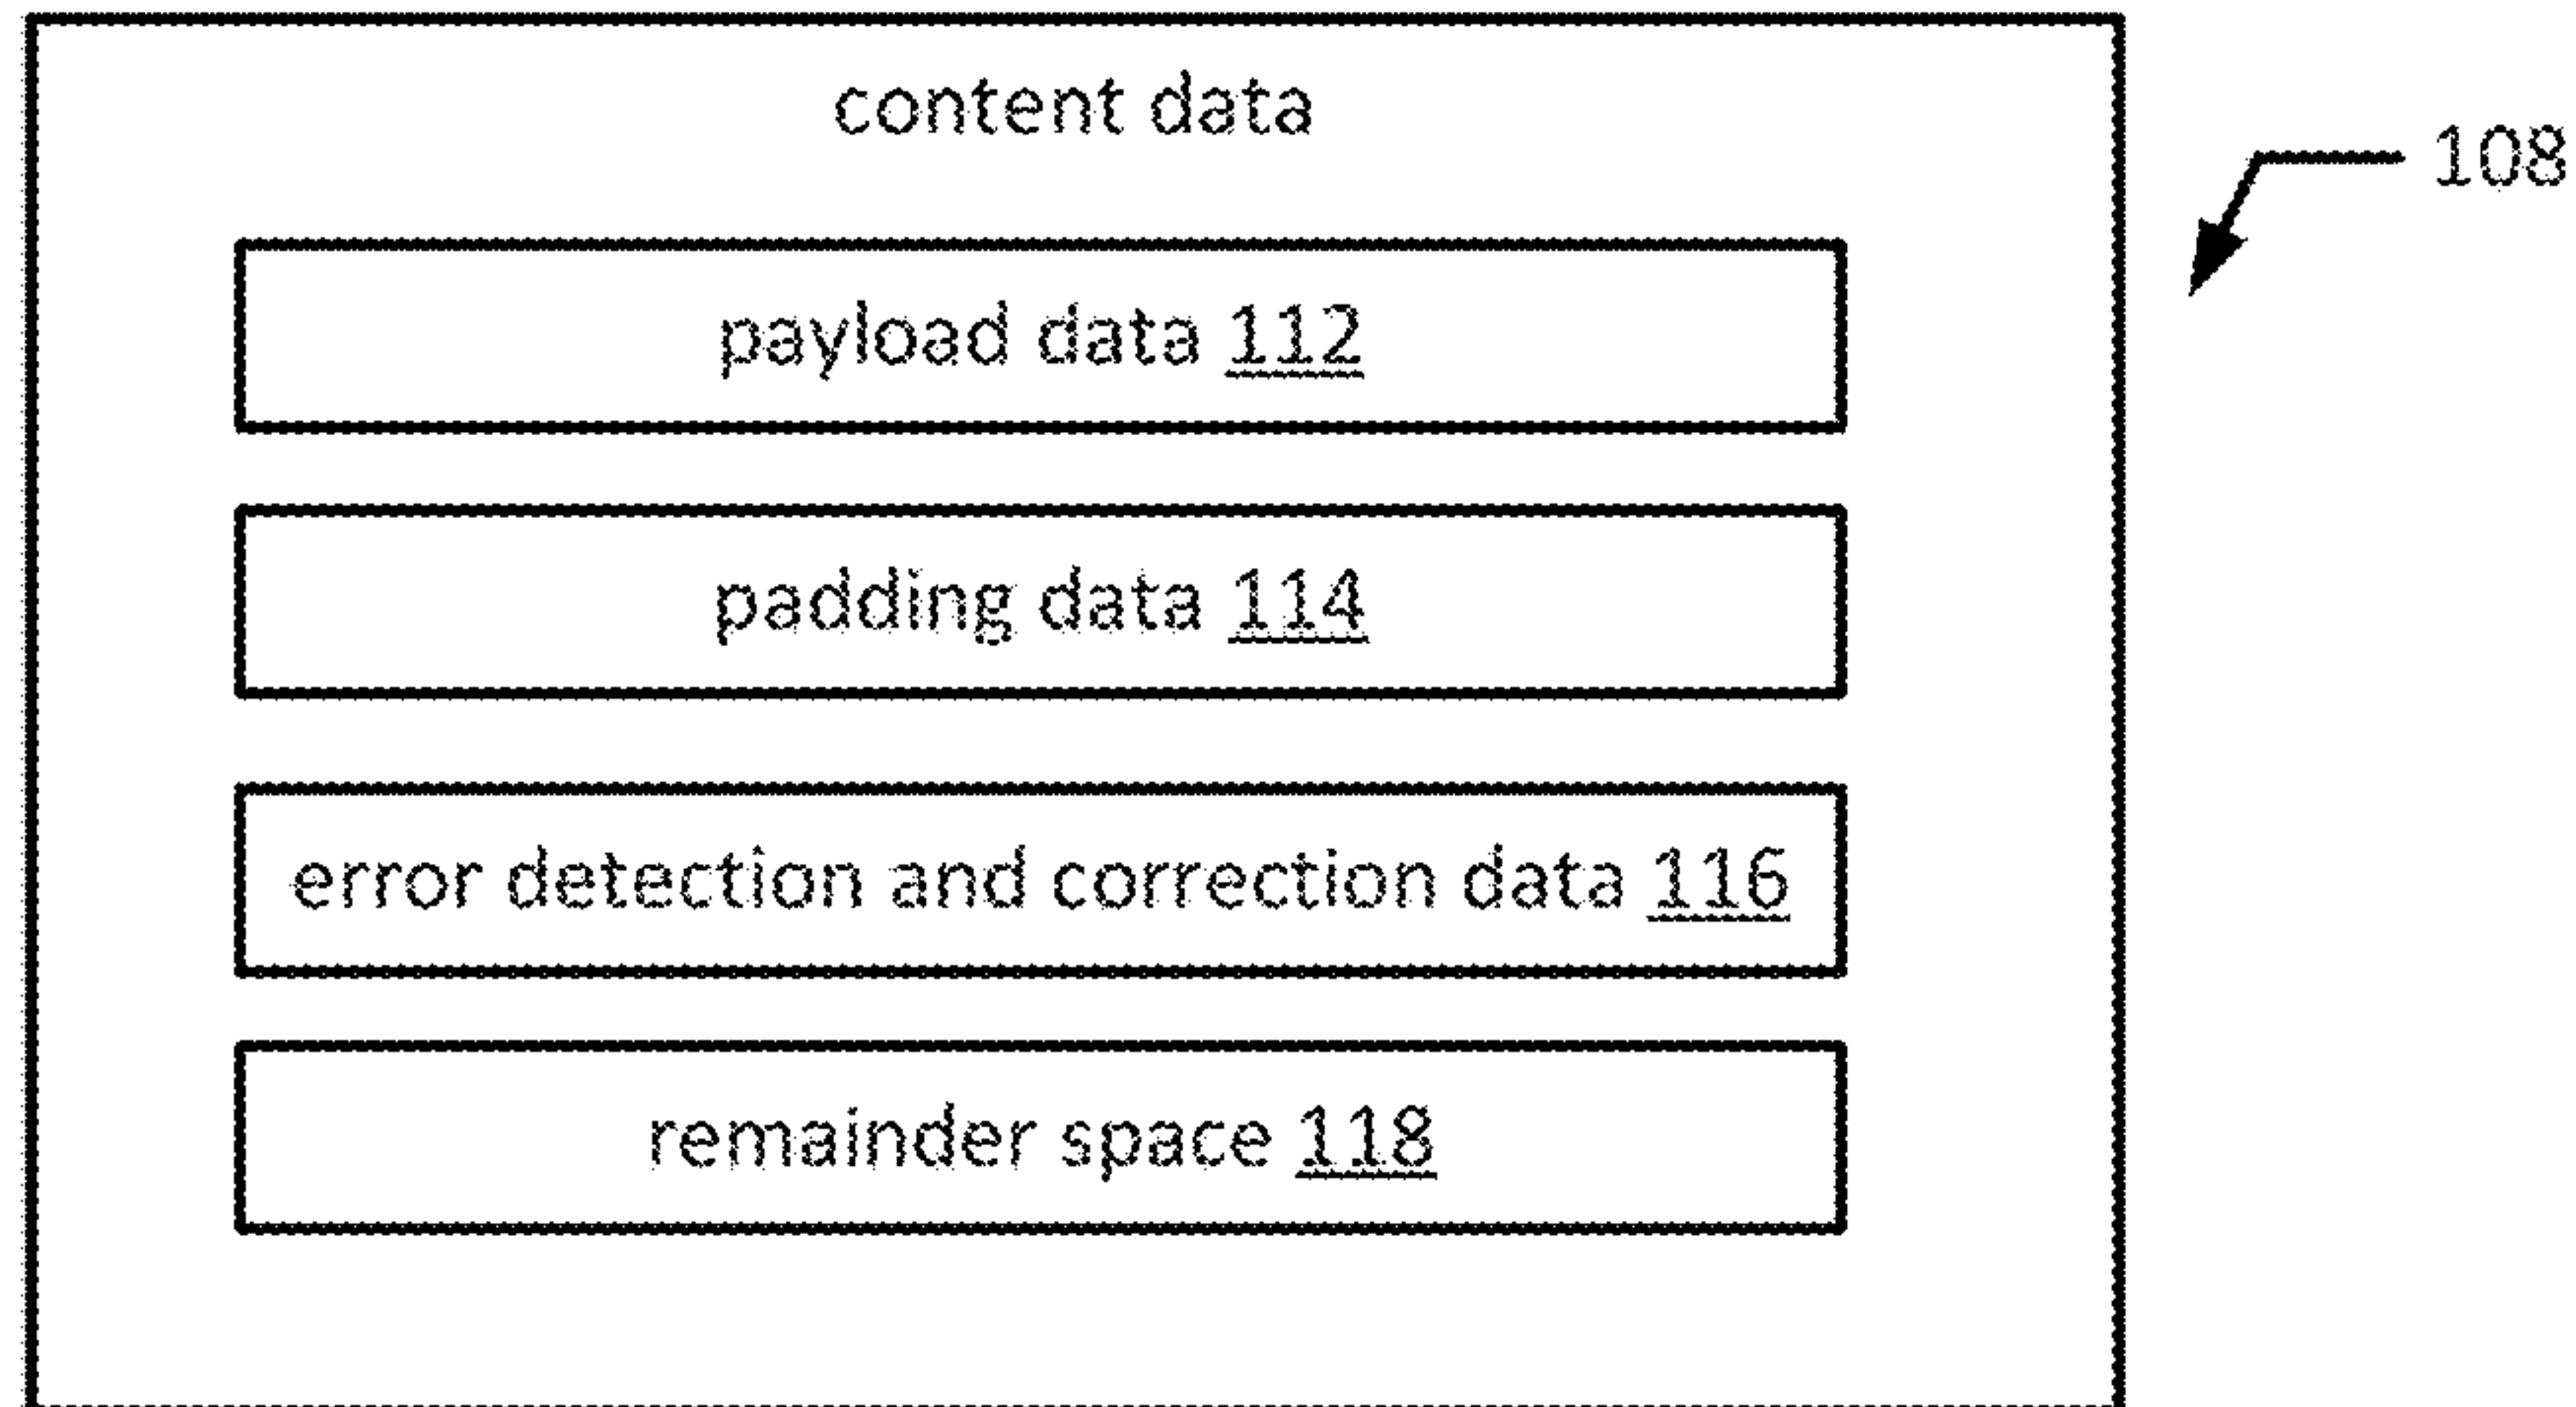 content data
108
payload data 112
padding data 114
error detection and correction data 116
remainder space 118